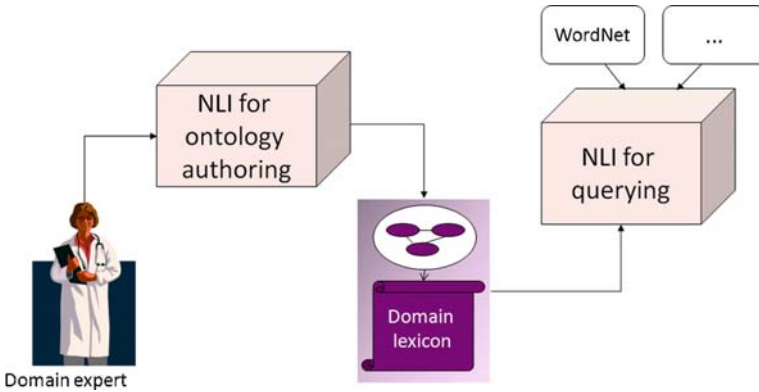 WordNet
...
NLI for
ontology
authoring
NLI for
querying
Domain
lexicon
Domain expert